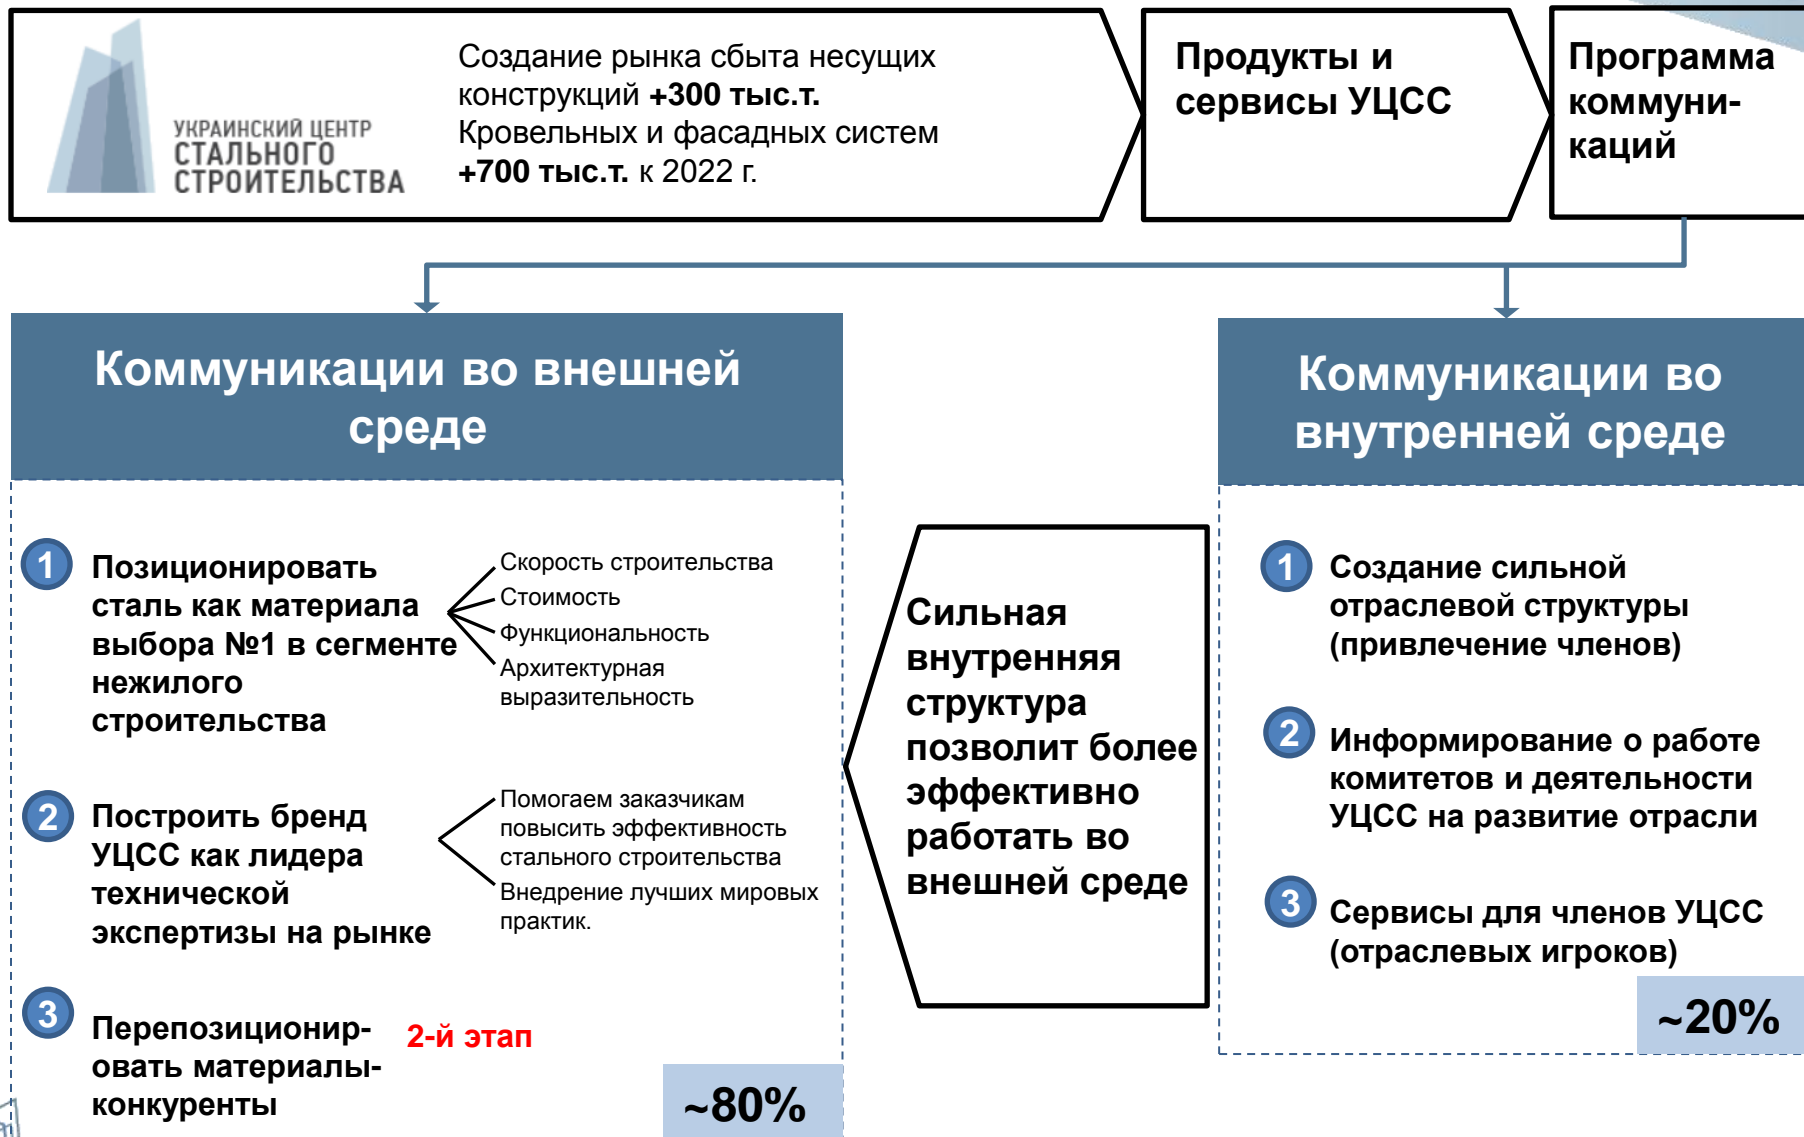 УКРАИНСКИЙ ЦЕНТР
СТАЛЬНОГО
СТРОИТЕЛЬСТВА
Создание рынка сбыта несущих
конструкций +300 тыс.т.
Кровельных и фасадных систем
+700 тыс.т. к 2022 г.
Продукты и
сервисы УЦСС
Программа
коммуни-
каций
Коммуникации во внешней
среде
1
Позиционировать
сталь как материала
выбора №1 в сегменте
нежилого
строительства
Скорость строительства
Стоимость
Функциональность
Архитектурная
выразительность
2
Построить бренд
УЦСС как лидера
технической
экспертизы на рынке
Помогаем заказчикам
повысить эффективность
стального строительства
Внедрение лучших мировых
практик.
3
Перепозициониp-
овать материалы-
конкуренты
2-й этап
~80%
Сильная
внутренняя
структура
позволит более
эффективно
работать во
внешней среде
Коммуникации во
внутренней среде
1
Создание сильной
отраслевой структуры
(привлечение членов)
2
Информирование о работе
комитетов и деятельности
УЦСС на развитие отрасли
3
Сервисы для членов УЦСС
(отраслевых игроков)
~20%